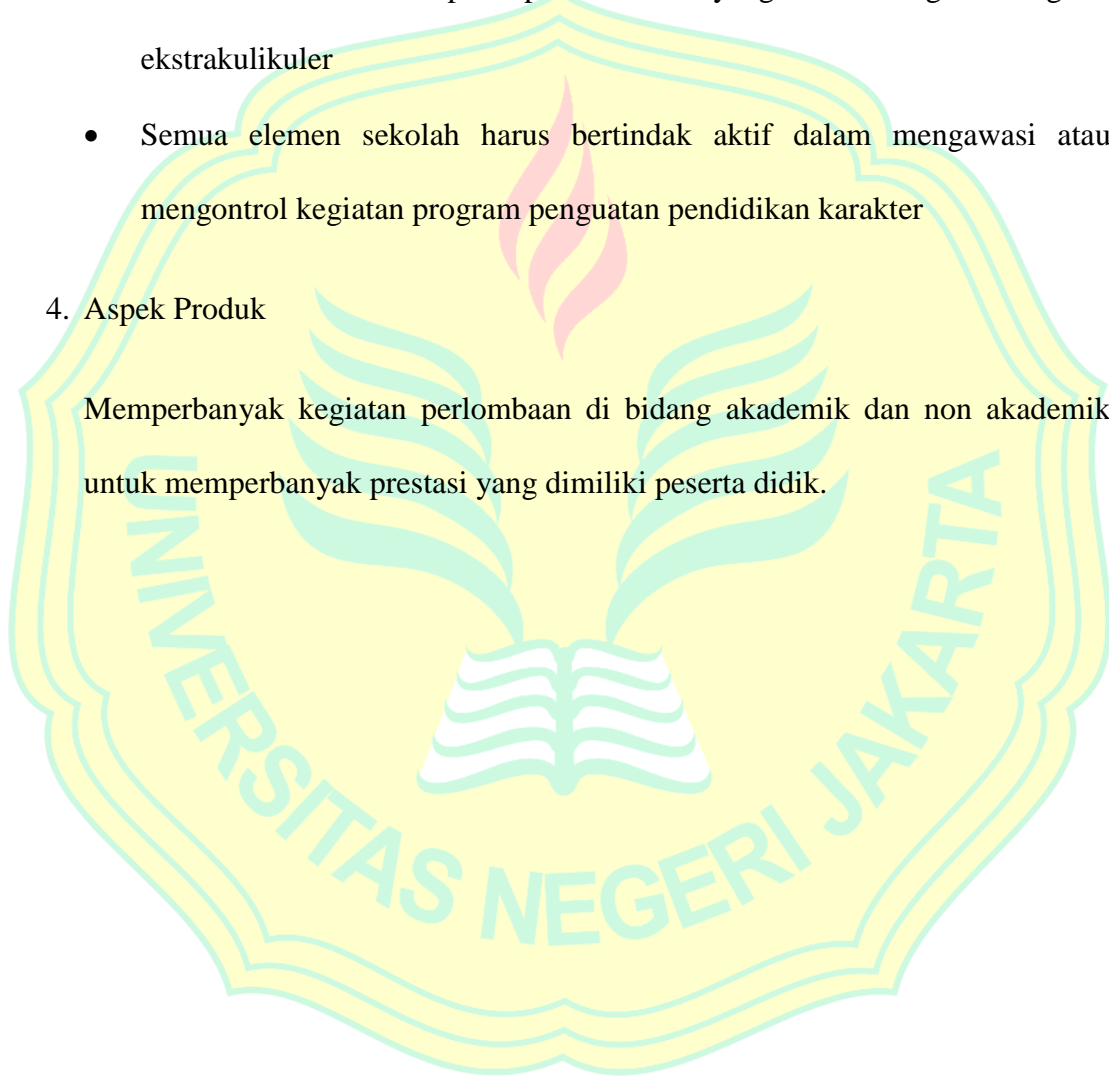 ekstrakulikuler
• Semua elemen sekolah harus bertindak aktif dalam mengawasi atau
mengontrol kegiatan program penguatan pendidikan karakter
4. Aspek Produk
Memperbanyak kegiatan perlombaan di bidang akademik dan non akademik
untuk memperbanyak prestasi yang dimiliki peserta didik.
UNIVERSITAS NEGERI JAKARTA